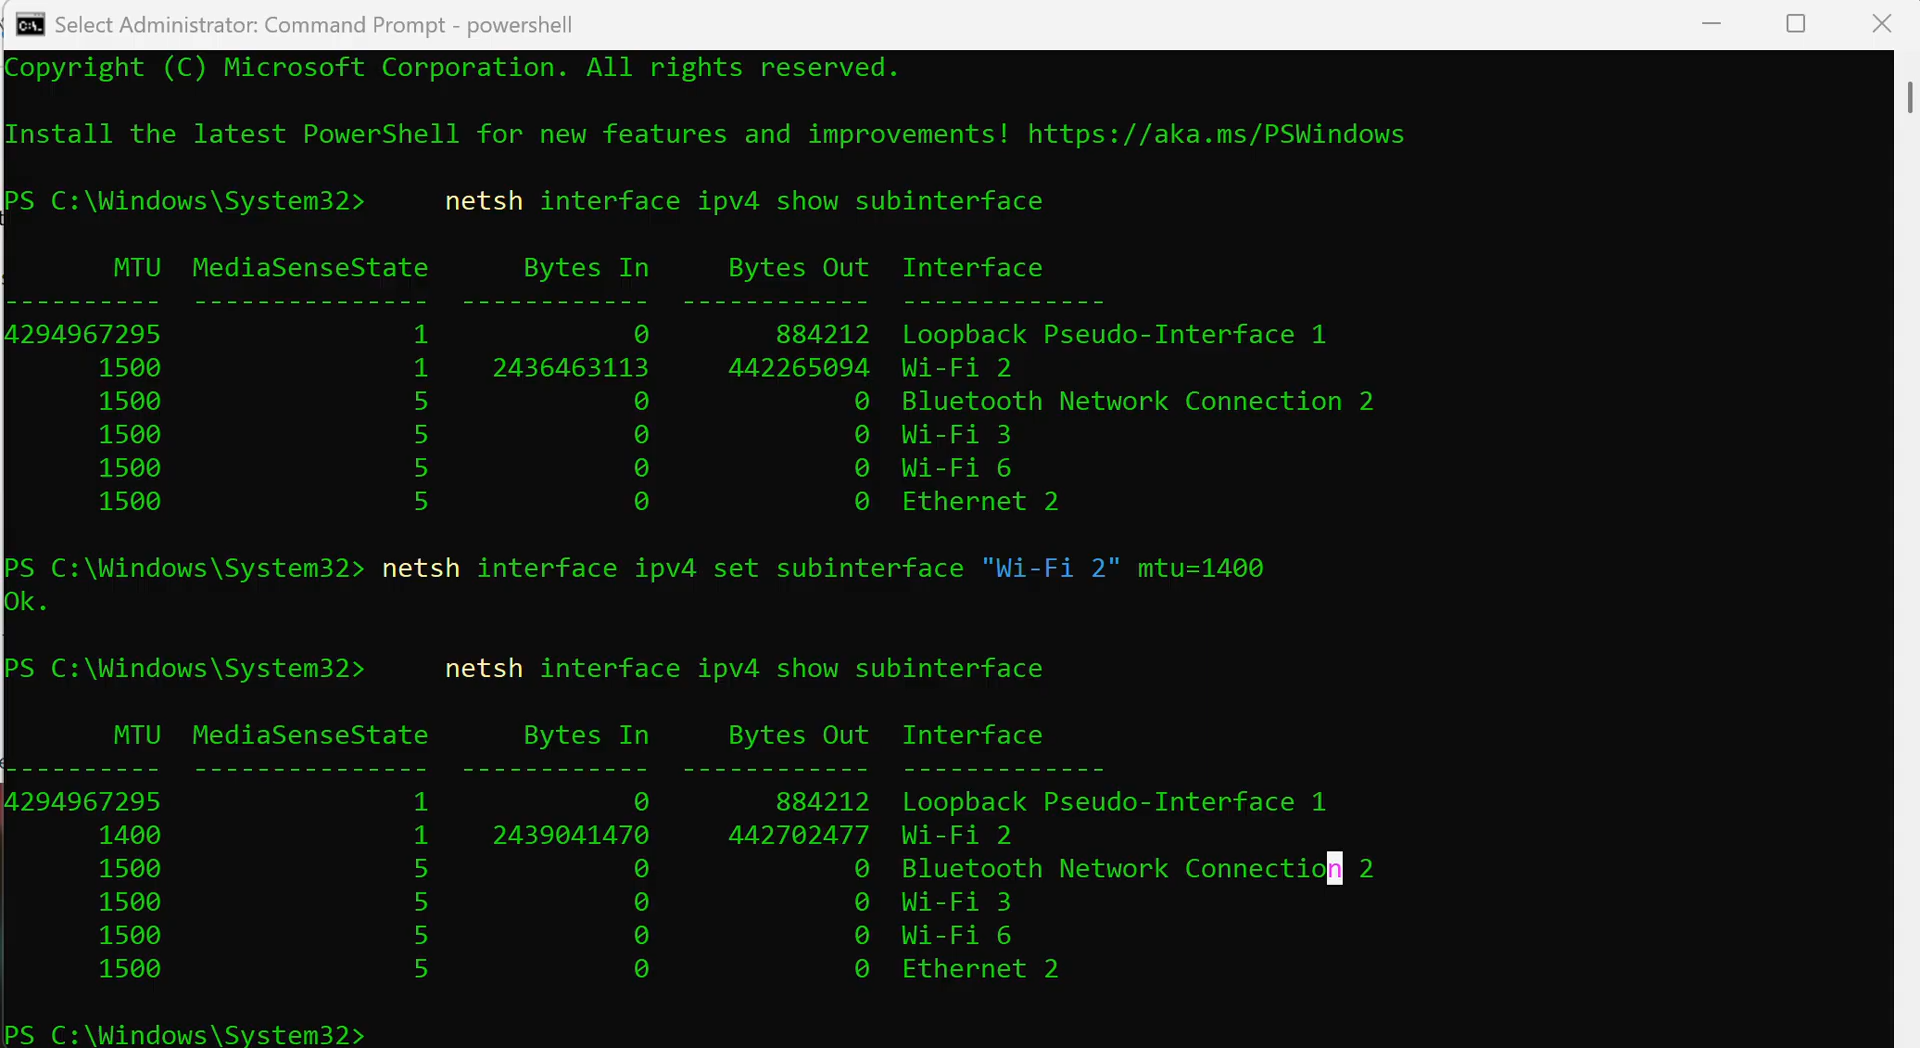 Select Administrator: Command Prompt - powershell
Copyright (C) Microsoft Corporation. All rights reserved.
Install the latest PowerShell for new features and improvements! https://aka.ms/PSWindows
PS C:\Windows\System32>     netsh interface ipv4 show subinterface
       MTU  MediaSenseState      Bytes In     Bytes Out  Interface
----------  ---------------  ------------  ------------  -------------
4294967295                1             0        884212  Loopback Pseudo-Interface 1
      1500                1    2436463113     442265094  Wi-Fi 2
      1500                5             0             0  Bluetooth Network Connection 2
      1500                5             0             0  Wi-Fi 3
      1500                5             0             0  Wi-Fi 6
      1500                5             0             0  Ethernet 2
PS C:\Windows\System32> netsh interface ipv4 set subinterface "Wi-Fi 2" mtu=1400
Ok.
PS C:\Windows\System32>     netsh interface ipv4 show subinterface
       MTU  MediaSenseState      Bytes In     Bytes Out  Interface
----------  ---------------  ------------  ------------  -------------
4294967295                1             0        884212  Loopback Pseudo-Interface 1
      1400                1    2439041470     442702477  Wi-Fi 2
      1500                5             0             0  Bluetooth Network Connection 2
      1500                5             0             0  Wi-Fi 3
      1500                5             0             0  Wi-Fi 6
      1500                5             0             0  Ethernet 2
PS C:\Windows\System32>